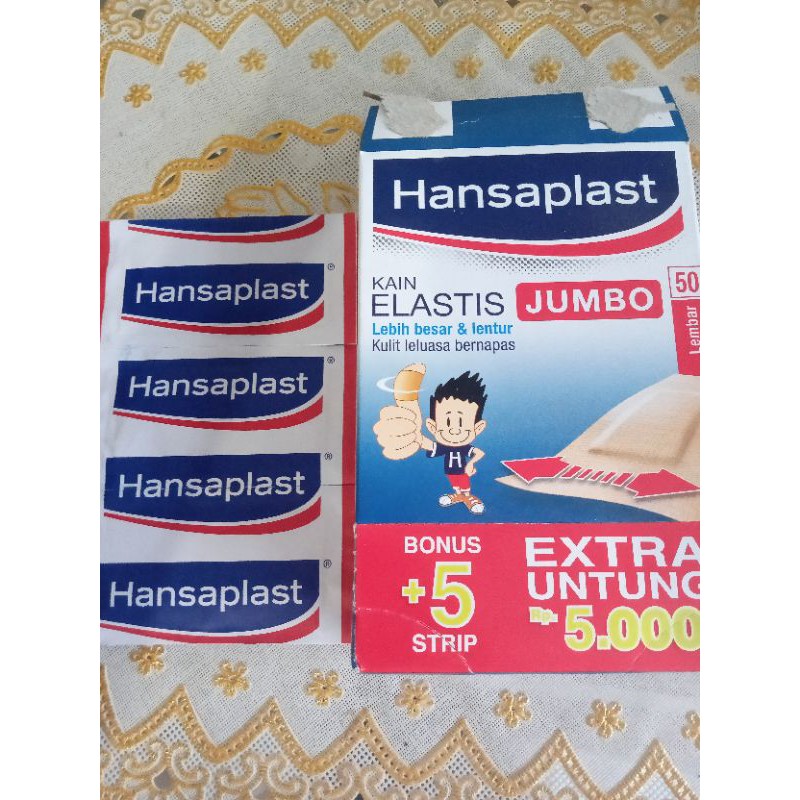 Hansaplast
KAIN
ELASTIS JUMBO
50
Lembar
Lebih besar & lentur
Kulit leluasa bernapas
H
BONUS
+5
STRIP
EXTRA
UNTUNG
Rp. 5.000
Hansaplast ®
Hansaplast ®
Hansaplast ®
Hansaplast ®